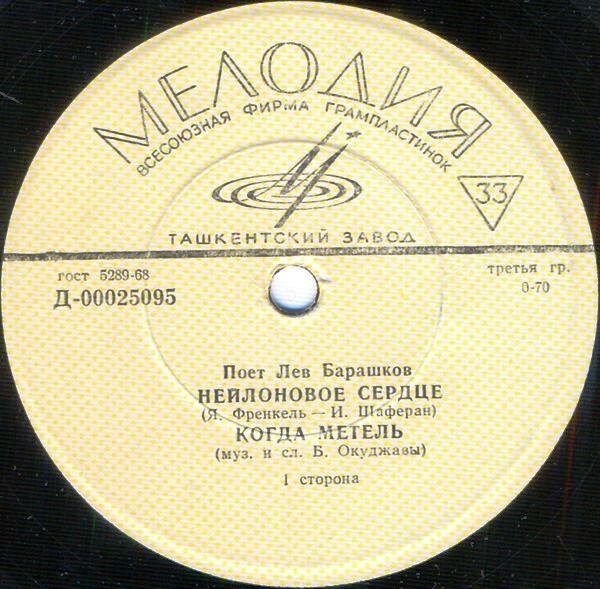 МЕЛОДИЯ
ВСЕСОЮЗНАЯ ФИРМА ГРАМПЛАСТИНОК
33
ТАШКЕНТСКИЙ ЗАВОД
гост 5289-68
третья гр.
Д-00025095
0-70
Поет Лев Барашков
НЕЙЛОНОВОЕ СЕРДЦЕ
(Я. Френкель — И. Шаферан)
КОГДА МЕТЕЛЬ
(муз. и сл. Б. Окуджавы)
I сторона